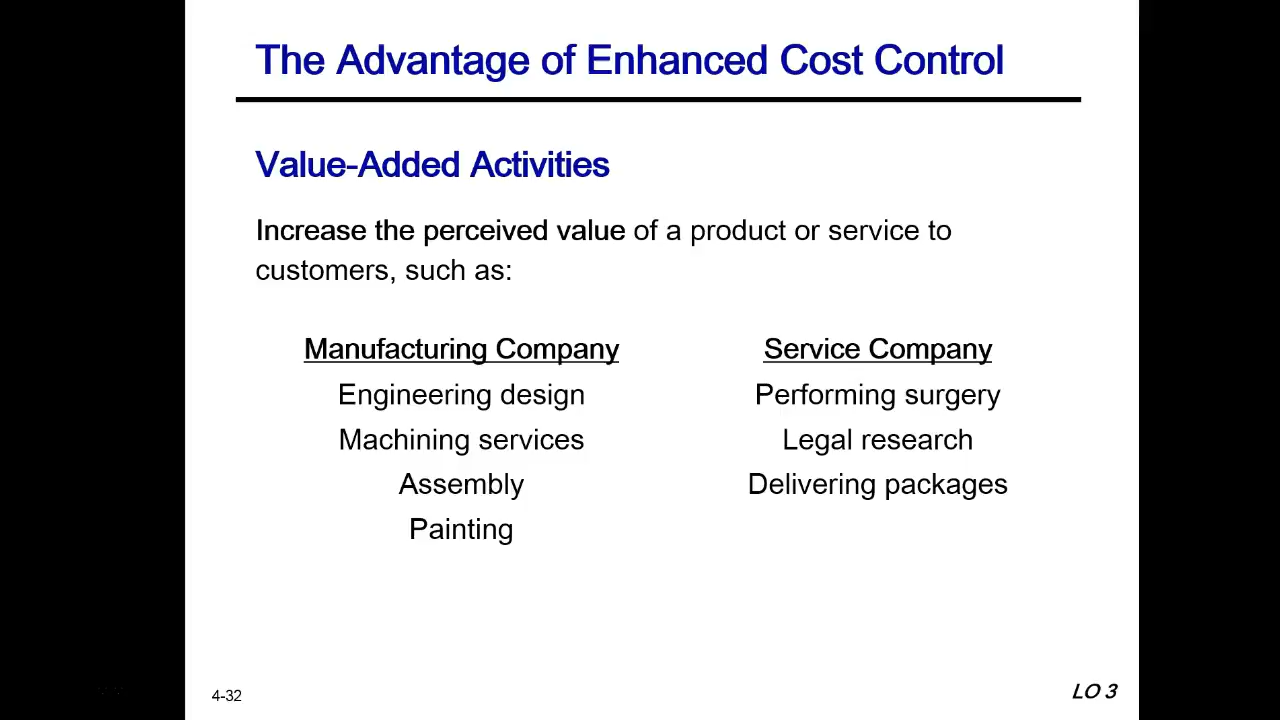 The Advantage of Enhanced Cost Control
Value-Added Activities
Increase the perceived value of a product or service to
customers, such as:
Manufacturing Company
Engineering design
Machining services
Assembly
Painting
Service Company
Performing surgery
Legal research
Delivering packages
4-32
LO 3